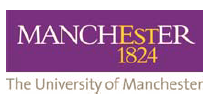 MANCHEsTER
1824
The University of Manchester